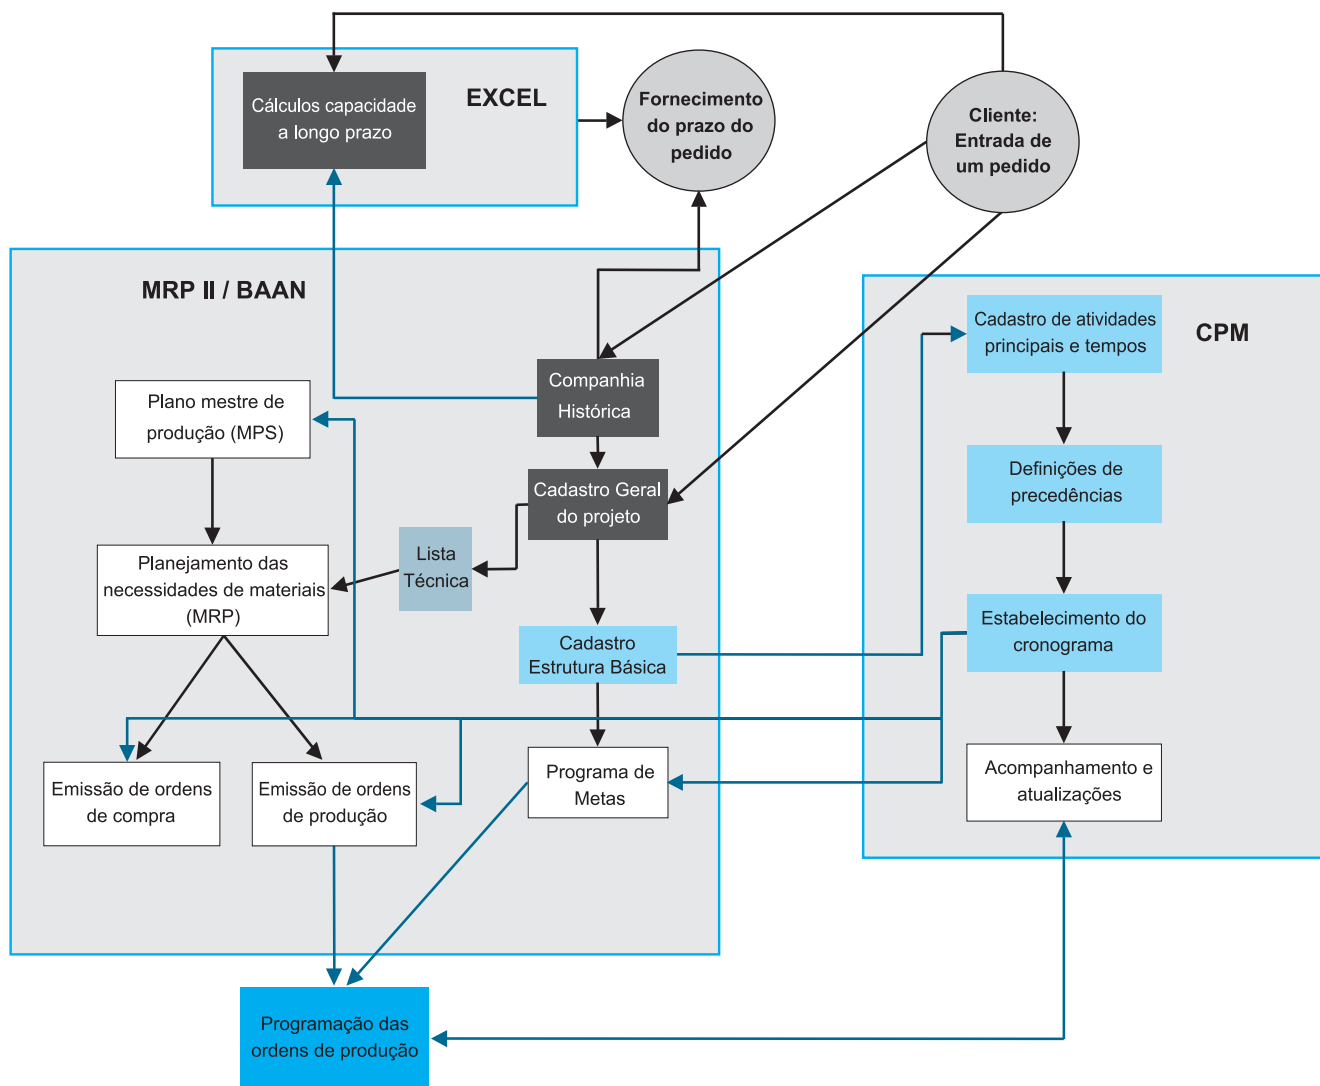 Cálculos capacidade
a longo prazo
EXCEL
Fornecimento
do prazo do
pedido
Cliente:
Entrada de
um pedido
MRP II / BAAN
CPM
Cadastro de atividades
principais e tempos
Companhia
Histórica
Plano mestre de
produção (MPS)
Definições de
precedências
Cadastro Geral
do projeto
Lista
Técnica
Planejamento das
necessidades de materiais
(MRP)
Estabelecimento do
cronograma
Cadastro
Estrutura Básica
Emissão de ordens
de compra
Emissão de ordens
de produção
Programa de
Metas
Acompanhamento e
atualizações
Programação das
ordens de produção